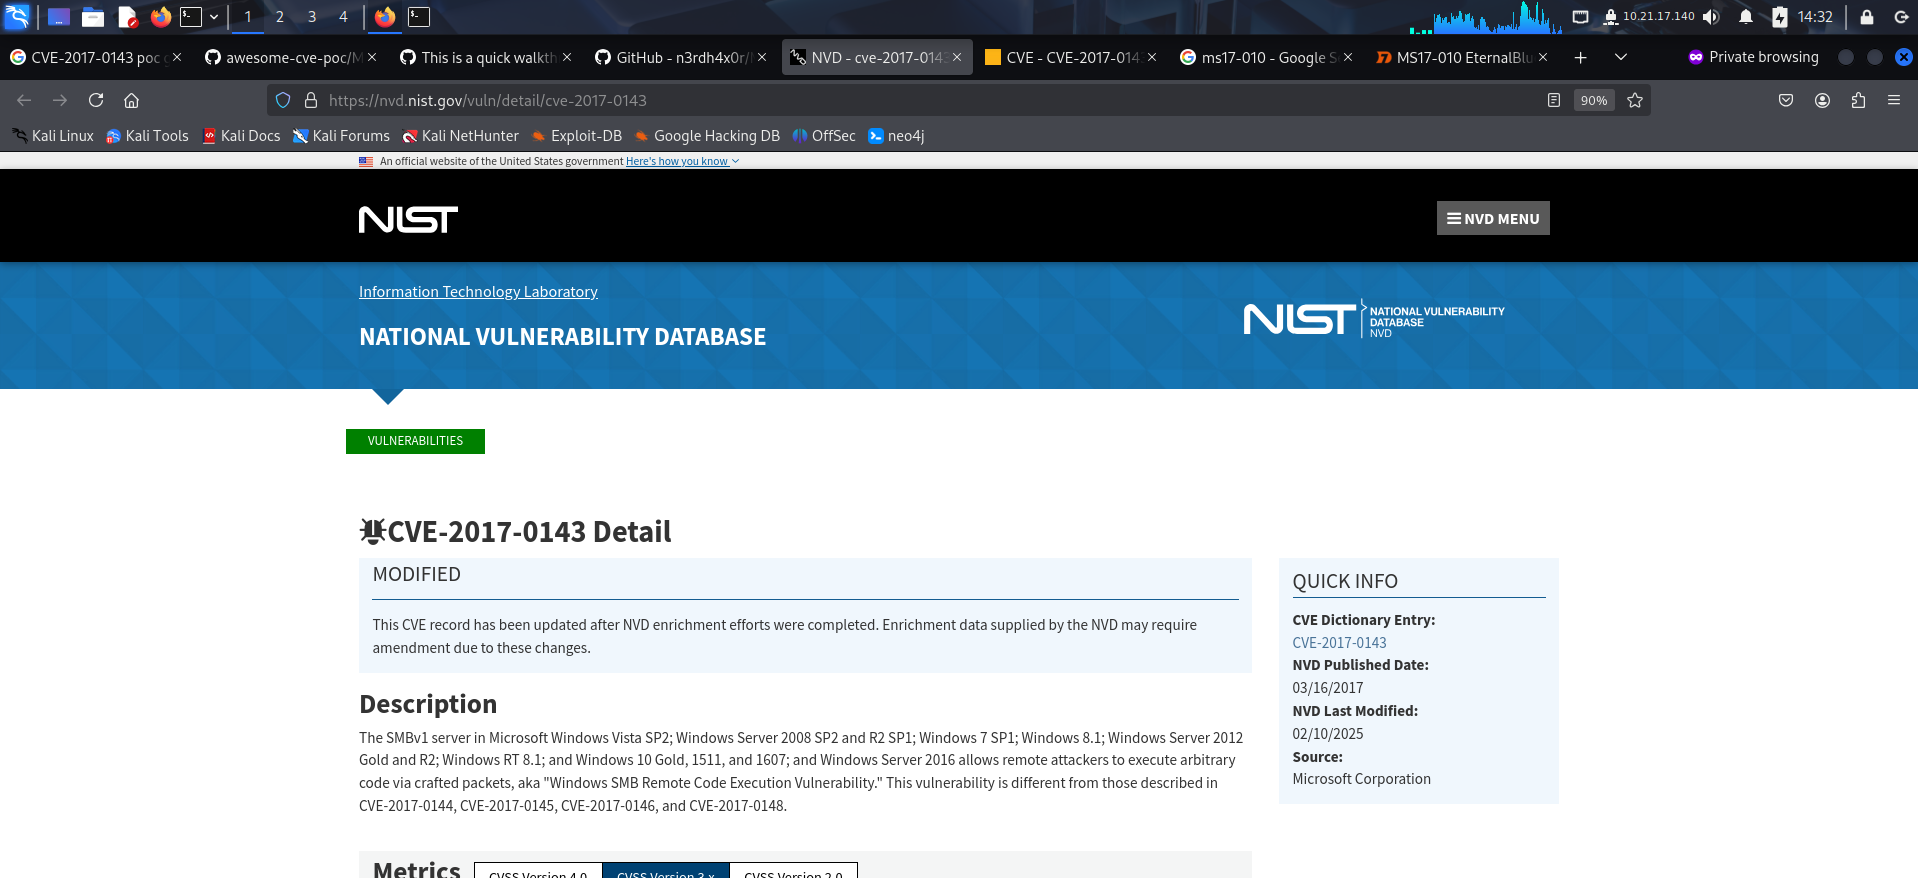 1 2 3 4 10.21.17.140 14:32
CVE-2017-0143 poc awesome-cve-poc/M This is a quick walkth GitHub - n3rdh4x0r/ NVD - cve-2017-0143 CVE - CVE-2017-014 ms17-010 - Google S MS17-010 EternalBlu Private browsing
https://nvd.nist.gov/vuln/detail/cve-2017-0143 90%
Kali Linux Kali Tools Kali Docs Kali Forums Kali NetHunter Exploit-DB Google Hacking DB OffSec neo4j
An official website of the United States government Here's how you know
NIST
NVD MENU
Information Technology Laboratory
NATIONAL VULNERABILITY DATABASE
NIST NATIONAL VULNERABILITY
DATABASE
NVD
VULNERABILITIES
CVE-2017-0143 Detail
MODIFIED
This CVE record has been updated after NVD enrichment efforts were completed. Enrichment data supplied by the NVD may require
amendment due to these changes.
Description
The SMBv1 server in Microsoft Windows Vista SP2; Windows Server 2008 SP2 and R2 SP1; Windows 7 SP1; Windows 8.1; Windows Server 2012
Gold and R2; Windows RT 8.1; and Windows 10 Gold, 1511, and 1607; and Windows Server 2016 allows remote attackers to execute arbitrary
code via crafted packets, aka "Windows SMB Remote Code Execution Vulnerability." This vulnerability is different from those described in
CVE-2017-0144, CVE-2017-0145, CVE-2017-0146, and CVE-2017-0148.
QUICK INFO
CVE Dictionary Entry:
CVE-2017-0143
NVD Published Date:
03/16/2017
NVD Last Modified:
02/10/2025
Source:
Microsoft Corporation
Metrics CVSS Version 4.0 CVSS Version 3.x CVSS Version 2.0